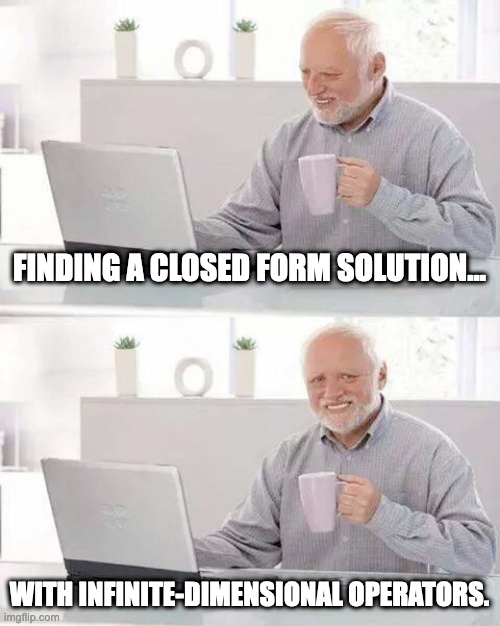 FINDING A CLOSED FORM SOLUTION...
WITH INFINITE-DIMENSIONAL OPERATORS.
imgflip.com